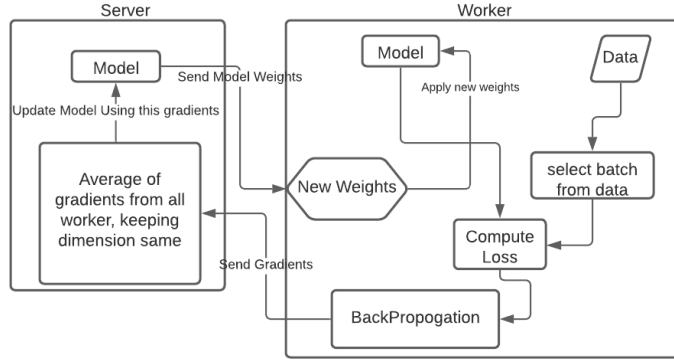 Server
Worker
Model
Send Model Weights
Update Model Using this gradients
Average of
gradients from all
worker, keeping
dimension same
Send Gradients
Model
Apply new weights
New Weights
Data
select batch
from data
Compute
Loss
BackPropogation